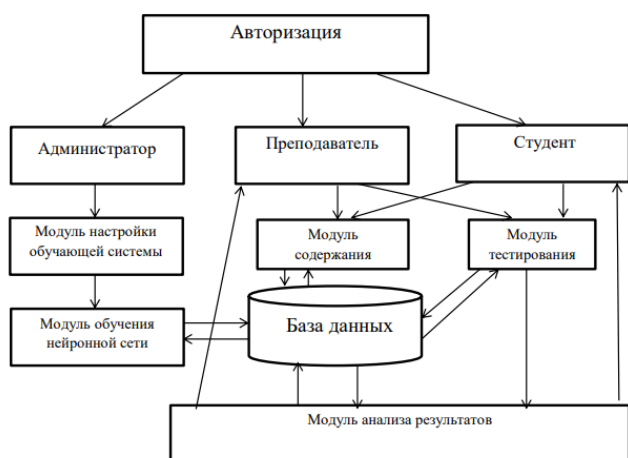 Авторизация
Администратор
Преподаватель
Студент
Модуль настройки
обучающей системы
Модуль
содержания
Модуль
тестирования
Модуль обучения
нейронной сети
База данных
Модуль анализа результатов